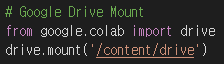 # Google Drive Mount
from google.colab import drive
drive.mount('/content/drive')